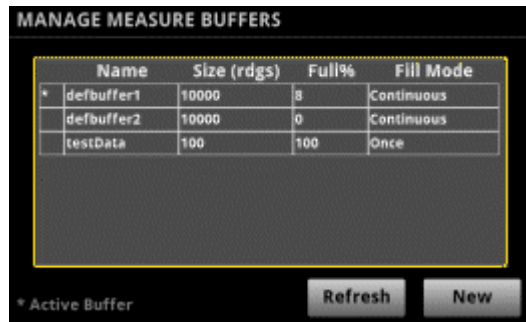 MANAGE MEASURE BUFFERS
Name Size (rdgs) Full% Fill Mode
* defbuffer1 10000 8 Continuous
defbuffer2 10000 0 Continuous
testData 100 100 Once
* Active Buffer Refresh New